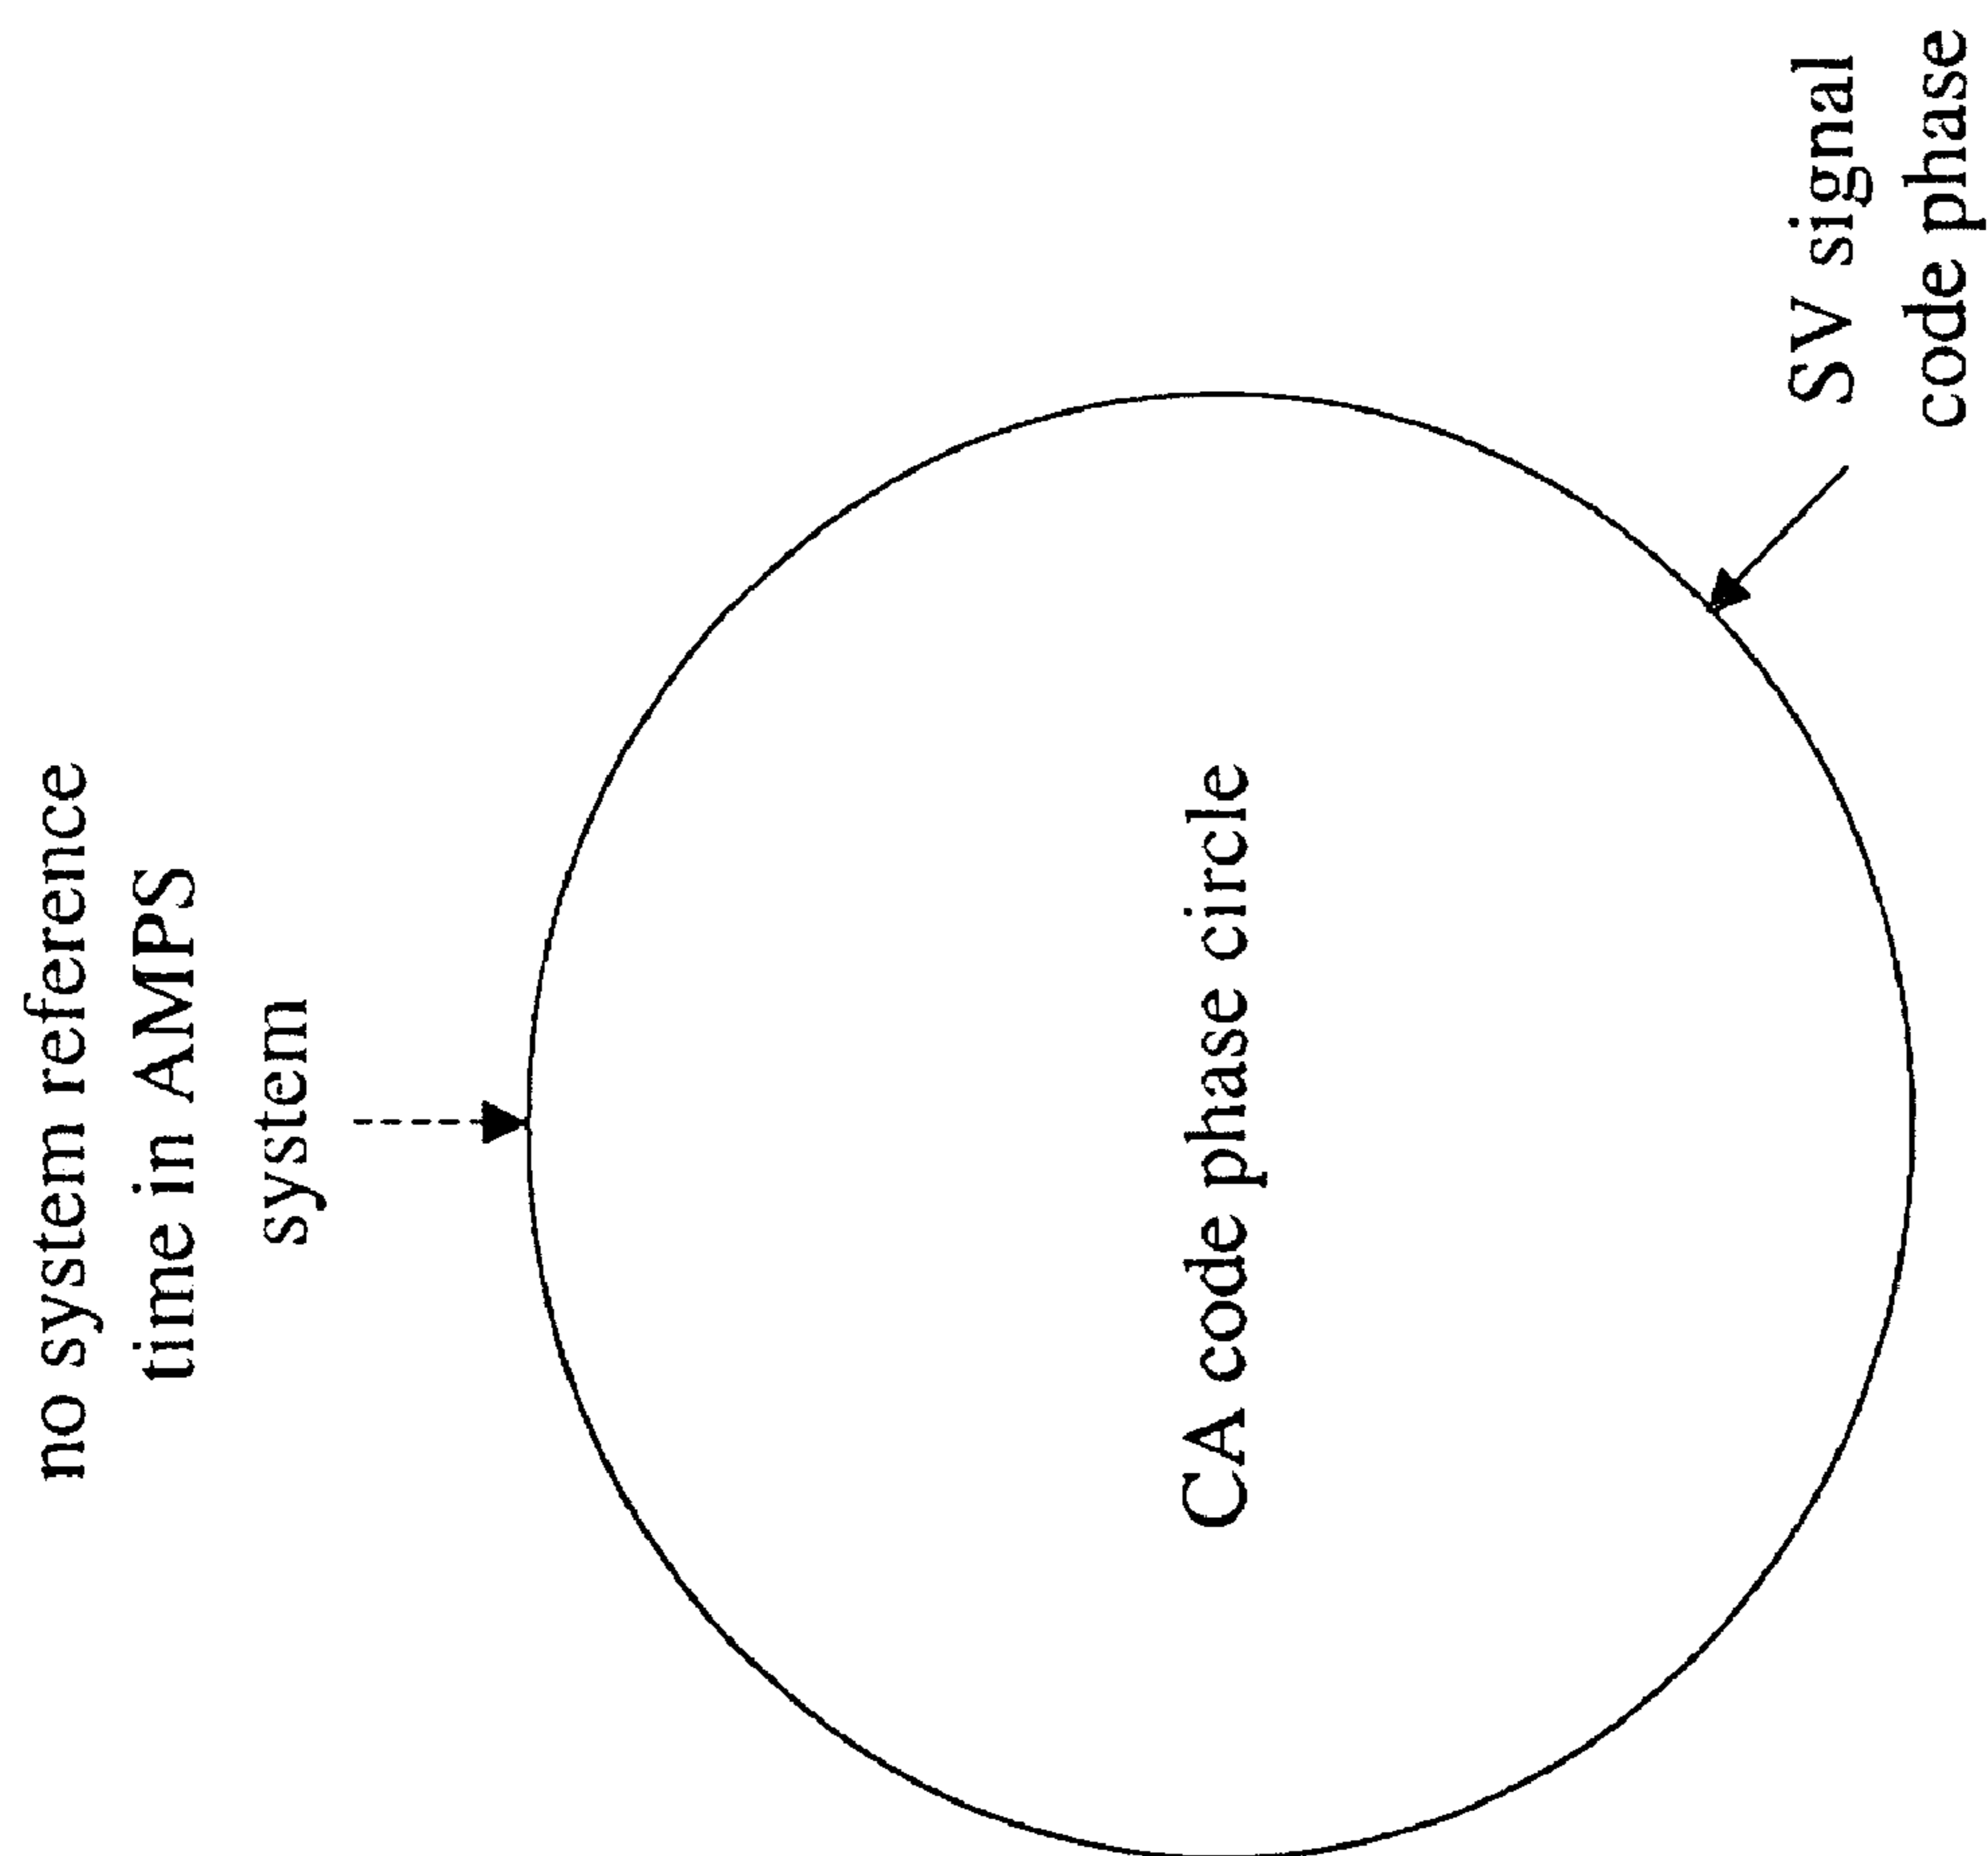 no system reference
time in AMPS
system
CA code phase circle
SV signal
code phase